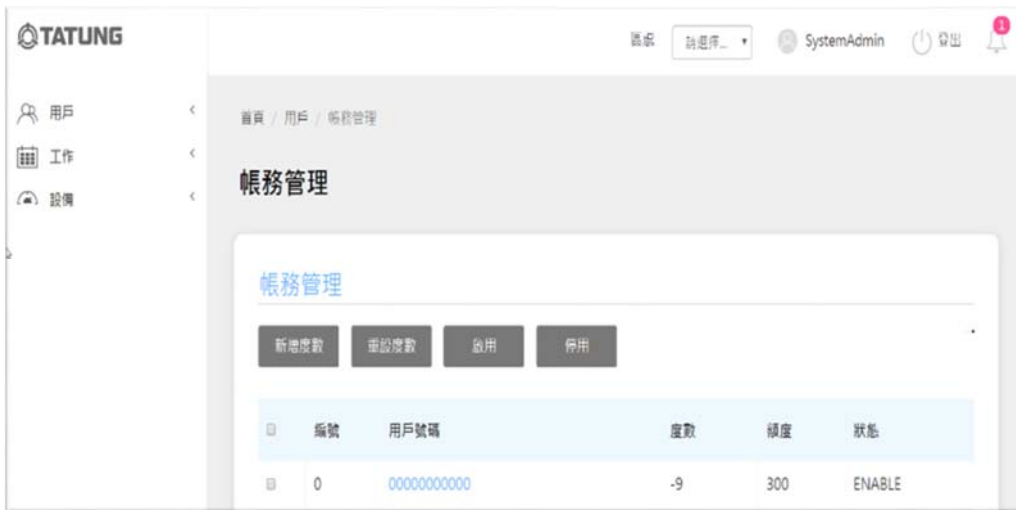 TATUNG
區處 請選擇... SystemAdmin 登出 1
用戶
工作
設備
首頁 / 用戶 / 帳務管理
帳務管理
帳務管理
新增度數 重設度數 啟用 停用
編號 用戶號碼 度數 額度 狀態
0 00000000000 -9 300 ENABLE